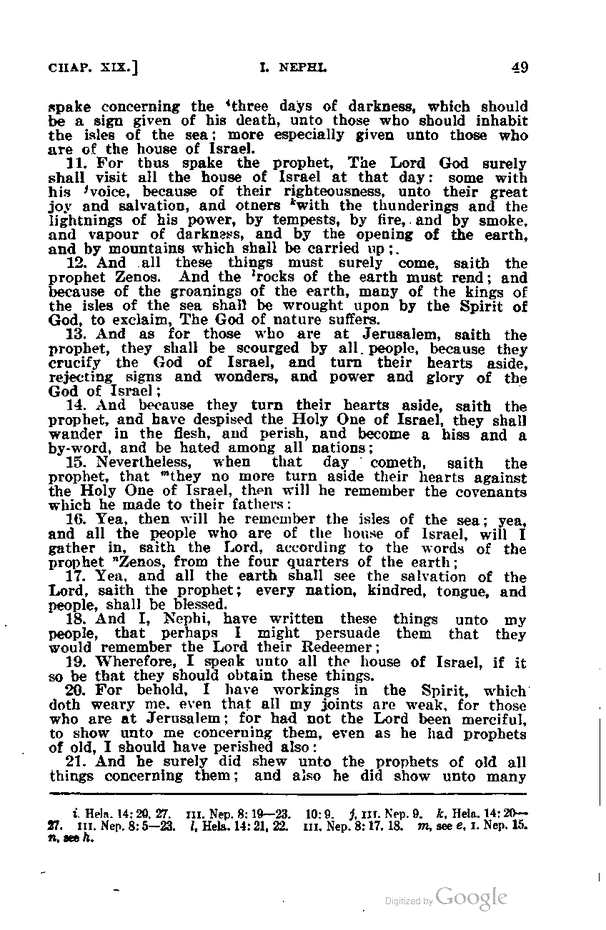 CHAP. XIX.] I. NEPHI. 49
spake concerning the ⁱthree days of darkness, which should
be a sign given of his death, unto those who should inhabit
the isles of the sea; more especially given unto those who
are of the house of Israel.
11. For thus spake the prophet, The Lord God surely
shall visit all the house of Israel at that day: some with
his ʲvoice, because of their righteousness, unto their great
joy and salvation, and others ᵏwith the thunderings and the
lightnings of his power, by tempests, by fire, and by smoke,
and vapour of darkness, and by the opening of the earth,
and by mountains which shall be carried up;.
12. And all these things must surely come, saith the
prophet Zenos. And the ˡrocks of the earth must rend; and
because of the groanings of the earth, many of the kings of
the isles of the sea shall be wrought upon by the Spirit of
God, to exclaim, The God of nature suffers.
13. And as for those who are at Jerusalem, saith the
prophet, they shall be scourged by all people, because they
crucify the God of Israel, and turn their hearts aside,
rejecting signs and wonders, and power and glory of the
God of Israel;
14. And because they turn their hearts aside, saith the
prophet, and have despised the Holy One of Israel, they shall
wander in the flesh, and perish, and become a hiss and a
by-word, and be hated among all nations;
15. Nevertheless, when that day cometh, saith the
prophet, that ᵐthey no more turn aside their hearts against
the Holy One of Israel, then will he remember the covenants
which he made to their fathers:
16. Yea, then will he remember the isles of the sea; yea,
and all the people who are of the house of Israel, will I
gather in, saith the Lord, according to the words of the
prophet ⁿZenos, from the four quarters of the earth;
17. Yea, and all the earth shall see the salvation of the
Lord, saith the prophet; every nation, kindred, tongue, and
people, shall be blessed.
18. And I, Nephi, have written these things unto my
people, that perhaps I might persuade them that they
would remember the Lord their Redeemer;
19. Wherefore, I speak unto all the house of Israel, if it
so be that they should obtain these things.
20. For behold, I have workings in the Spirit, which
doth weary me, even that all my joints are weak, for those
who are at Jerusalem; for had not the Lord been merciful,
to show unto me concerning them, even as he had prophets
of old, I should have perished also:
21. And he surely did shew unto the prophets of old all
things concerning them; and also he did show unto many
i. Hela. 14: 20, 27. III. Nep. 8: 19—23. 10: 9. j, III. Nep. 9. k, Hela. 14: 20—
27. III. Nep. 8: 5—23. l, Hela. 14: 21, 22. III. Nep. 8: 17, 18. m, see e, I. Nep. 15.
n, see h.
Digitized by Google